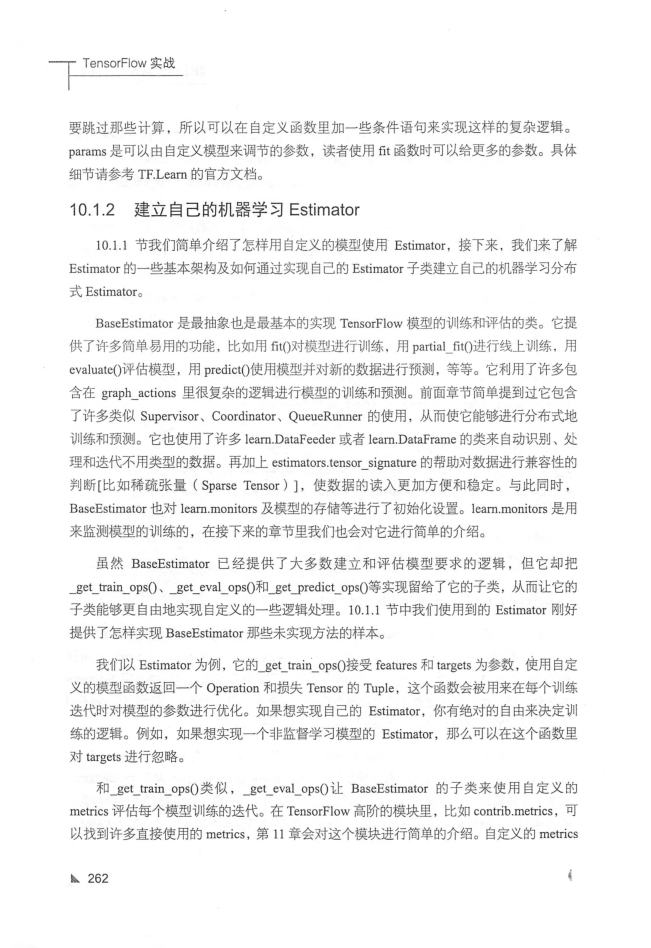 TensorFlow 实战
要跳过那些计算，所以可以在自定义函数里加一些条件语句来实现这样的复杂逻辑。
params 是可以由自定义模型来调节的参数，读者使用 fit 函数时可以给更多的参数。具体
细节请参考 TF.Learn 的官方文档。
10.1.2 建立自己的机器学习 Estimator
10.1.1 节我们简单介绍了怎样用自定义的模型使用 Estimator，接下来，我们来了解
Estimator 的一些基本架构及如何通过实现自己的 Estimator 子类建立自己的机器学习分布
式 Estimator。
BaseEstimator 是最抽象也是最基本的实现 TensorFlow 模型的训练和评估的类。它提
供了许多简单易用的功能，比如用 fit()对模型进行训练，用 partial_fit()进行线上训练，用
evaluate()评估模型，用 predict()使用模型并对新的数据进行预测，等等。它利用了许多包
含在 graph_actions 里很复杂的逻辑进行模型的训练和预测。前面章节简单提到过它包含
了许多类似 Supervisor、Coordinator、QueueRunner 的使用，从而使它能够进行分布式地
训练和预测。它也使用了许多 learn.DataFeeder 或者 learn.DataFrame 的类来自动识别、处
理和迭代不用类型的数据。再加上 estimators.tensor_signature 的帮助对数据进行兼容性的
判断[比如稀疏张量（Sparse Tensor）]，使数据的读入更加方便和稳定。与此同时，
BaseEstimator 也对 learn.monitors 及模型的存储等进行了初始化设置。learn.monitors 是用
来监测模型的训练的，在接下来的章节里我们也会对它进行简单的介绍。
虽然 BaseEstimator 已经提供了大多数建立和评估模型要求的逻辑，但它却把
_get_train_ops()、_get_eval_ops()和_get_predict_ops()等实现留给了它的子类，从而让它的
子类能够更自由地实现自定义的一些逻辑处理。10.1.1 节中我们使用到的 Estimator 刚好
提供了怎样实现 BaseEstimator 那些未实现方法的样本。
我们以 Estimator 为例，它的_get_train_ops()接受 features 和 targets 为参数，使用自定
义的模型函数返回一个 Operation 和损失 Tensor 的 Tuple，这个函数会被用来在每个训练
迭代时对模型的参数进行优化。如果想实现自己的 Estimator，你有绝对的自由来决定训
练的逻辑。例如，如果想实现一个非监督学习模型的 Estimator，那么可以在这个函数里
对 targets 进行忽略。
和_get_train_ops()类似，_get_eval_ops()让 BaseEstimator 的子类来使用自定义的
metrics 评估每个模型训练的迭代。在 TensorFlow 高阶的模块里，比如 contrib.metrics，可
以找到许多直接使用的 metrics，第 11 章会对这个模块进行简单的介绍。自定义的 metrics
262